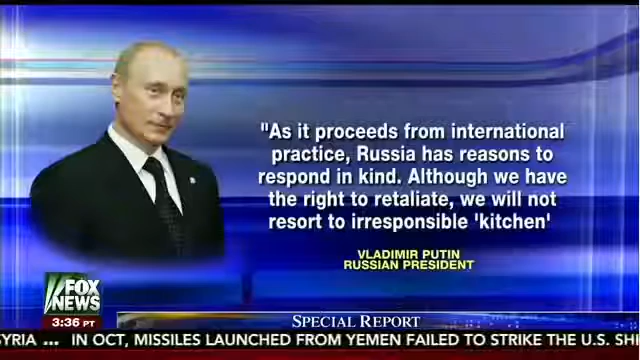 "As it proceeds from international
practice, Russia has reasons to
respond in kind. Although we have
the right to retaliate, we will not
resort to irresponsible 'kitchen'
VLADIMIR PUTIN
RUSSIAN PRESIDENT
FOX
NEWS
3:36 PT
SPECIAL REPORT
SYRIA ... IN OCT, MISSILES LAUNCHED FROM YEMEN FAILED TO STRIKE THE U.S. SH